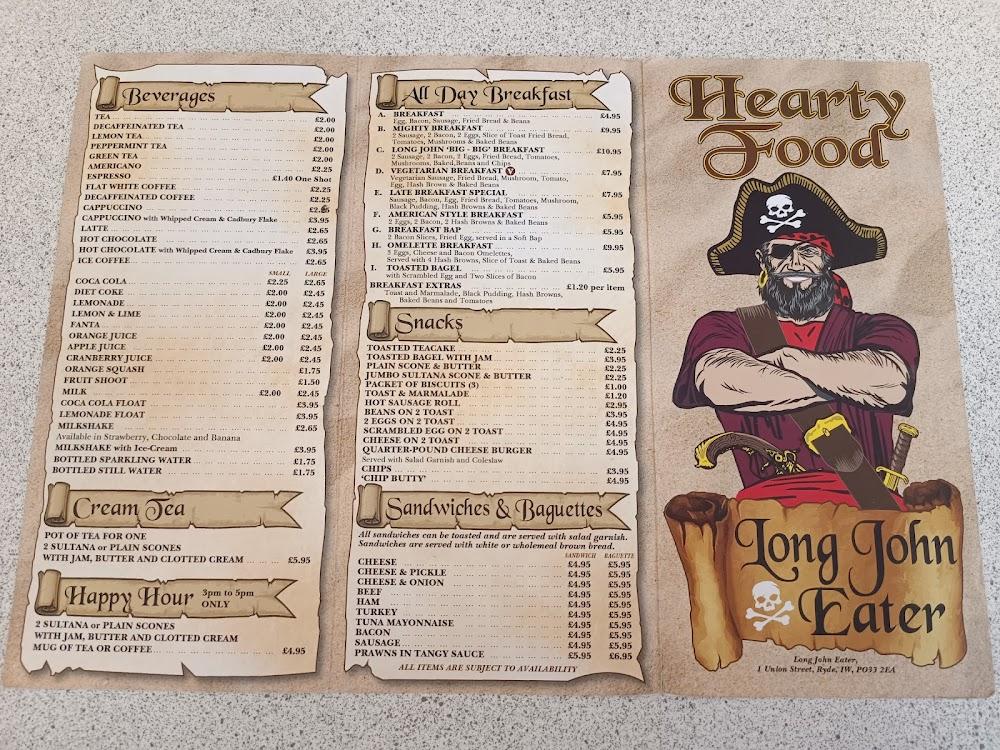 Beverages
TEA £2.00
DECAFFEINATED TEA £2.00
LEMON TEA £2.00
PEPPERMINT TEA £2.00
GREEN TEA £2.00
AMERICANO £2.25
ESPRESSO £1.40 One Shot
FLAT WHITE COFFEE £2.25
DECAFFEINATED COFFEE £2.25
CAPPUCCINO
CAPPUCCINO with Whipped Cream & Cadbury Flake £3.95
LATTE £2.65
HOT CHOCOLATE £2.65
HOT CHOCOLATE with Whipped Cream & Cadbury Flake £3.95
ICE COFFEE £2.65
SMALL LARGE
COCA COLA £2.25 £2.65
DIET COKE £2.00 £2.45
LEMONADE £2.00 £2.45
LEMON & LIME £2.00 £2.45
FANTA £2.00 £2.45
ORANGE JUICE £2.00 £2.45
APPLE JUICE £2.00 £2.45
CRANBERRY JUICE £2.00 £2.45
ORANGE SQUASH £1.75
FRUIT SHOOT £1.50
MILK £2.00 £2.45
COCA COLA FLOAT £3.95
LEMONADE FLOAT £3.95
MILKSHAKE £2.65
Available in Strawberry, Chocolate and Banana
MILKSHAKE with Ice-Cream £3.95
BOTTLED SPARKLING WATER £1.75
BOTTLED STILL WATER £1.75
Cream Tea
POT OF TEA FOR ONE
2 SULTANA or PLAIN SCONES
WITH JAM, BUTTER AND CLOTTED CREAM £5.95
Happy Hour 3pm to 5pm
ONLY
2 SULTANA or PLAIN SCONES
WITH JAM, BUTTER AND CLOTTED CREAM
MUG OF TEA OR COFFEE £4.95
All Day Breakfast
A. BREAKFAST £4.95
Egg, Bacon, Sausage, Fried Bread & Beans
B. MIGHTY BREAKFAST £9.95
2 Sausage, 2 Bacon, 2 Eggs, Slice of Toast Fried Bread,
Tomatoes, Mushrooms & Baked Beans
C. LONG JOHN 'BIG - BIG' BREAKFAST £10.95
2 Sausage, 2 Bacon, 2 Eggs, Fried Bread, Tomatoes,
Mushrooms, Baked Beans and Chips
D. VEGETARIAN BREAKFAST V £7.95
Vegetarian Sausage, Fried Bread, Mushroom, Tomato,
Egg, Hash Brown & Baked Beans
E. LATE BREAKFAST SPECIAL £7.95
Sausage, Bacon, Egg, Fried Bread, Tomatoes, Mushrooms,
Black Pudding, Hash Browns & Baked Beans
F. AMERICAN STYLE BREAKFAST £5.95
2 Eggs, 2 Bacon, 2 Hash Browns & Baked Beans
G. BREAKFAST BAP £5.95
2 Bacon Slices, Fried Egg, served in a Soft Bap
H. OMELETTE BREAKFAST £9.95
3 Eggs, Cheese and Bacon Omelettes,
Served with 4 Hash Browns, Slice of Toast & Baked Beans
I. TOASTED BAGEL £5.95
with Scrambled Egg and Two Slices of Bacon
BREAKFAST EXTRAS £1.20 per item
Toast and Marmalade, Black Pudding, Hash Browns,
Baked Beans and Tomatoes
Snacks
TOASTED TEACAKE £2.25
TOASTED BAGEL WITH JAM £3.95
PLAIN SCONE & BUTTER £2.25
JUMBO SULTANA SCONE & BUTTER £2.25
PACKET OF BISCUITS (3) £1.00
TOAST & MARMALADE £1.20
HOT SAUSAGE ROLL £2.95
BEANS ON 2 TOAST £3.95
2 EGGS ON 2 TOAST £4.95
SCRAMBLED EGG ON 2 TOAST £4.95
CHEESE ON 2 TOAST £4.95
QUARTER-POUND CHEESE BURGER £4.95
Served with Salad Garnish and Coleslaw
CHIPS £3.95
'CHIP BUTTY' £4.95
Sandwiches & Baguettes
All sandwiches can be toasted and are served with salad garnish.
Sandwiches are served with white or wholemeal brown bread.
SANDWICH BAGUETTE
CHEESE £4.95 £5.95
CHEESE & PICKLE £4.95 £5.95
CHEESE & ONION £4.95 £5.95
BEEF £4.95 £5.95
HAM £4.95 £5.95
TURKEY £4.95 £5.95
TUNA MAYONNAISE £4.95 £5.95
BACON £4.95 £5.95
SAUSAGE £4.95 £5.95
PRAWNS IN TANGY SAUCE £5.95 £6.95
ALL ITEMS ARE SUBJECT TO AVAILABILITY
Hearty
Food
Long John
Eater
Long John Eater,
1 Union Street, Ryde, IW, PO33 2EA